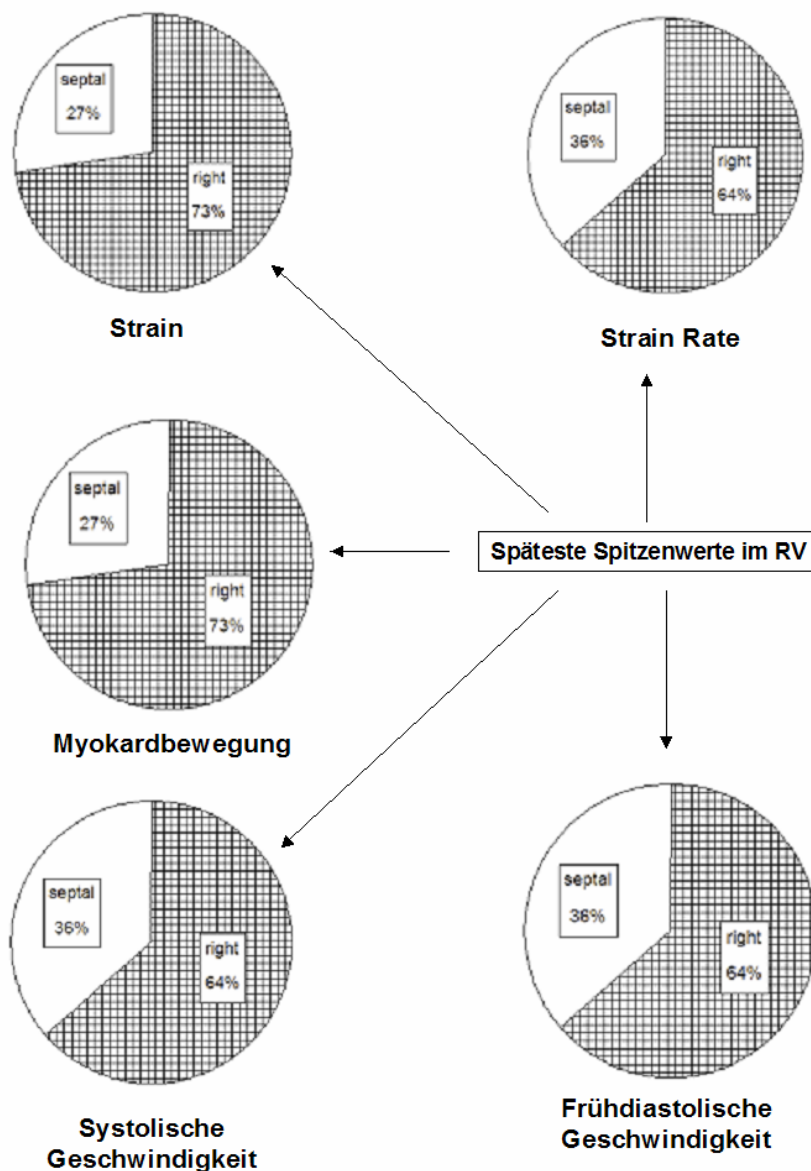 septal
27%
right
73%
Strain
septal
36%
right
64%
Strain Rate
septal
27%
right
73%
Myokardbewegung
Späteste Spitzenwerte im RV
septal
36%
right
64%
Systolische
Geschwindigkeit
septal
36%
right
64%
Frühdiastolische
Geschwindigkeit